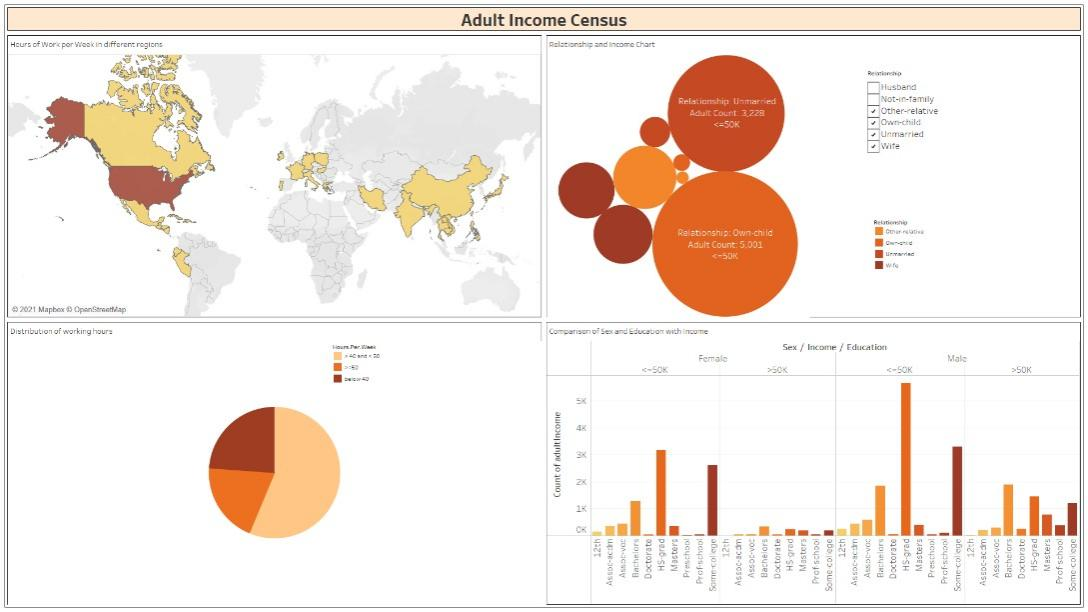 Adult Income Census
Hours of Work per Week in different regions
© 2021 Mapbox © OpenStreetMap
Relationship and Income Chart
Relationship: Unmarried
Adult Count: 3,228
<=50K
Relationship: Own-child
Adult Count: 5,001
<=50K
Relationship
Husband
Not-in-family
Other-relative
Own-child
Unmarried
Wife
Relationship
Other-relative
Own-child
Unmarried
Wife
Distribution of working hours
Hours.Per.Week
below 40
Comparison of Sex and Education with Income
Sex / Income / Education
Female Male
<=50K >50K <=50K >50K
Count of adultIncome
5K
4K
3K
2K
1K
0K
12th
Assoc-acdm
Assoc-voc
Bachelors
Doctorate
HS-grad
Masters
Preschool
Prof-school
Some-college
12th
Assoc-acdm
Assoc-voc
Bachelors
Doctorate
HS-grad
Masters
Prof-school
Some-college
12th
Assoc-acdm
Assoc-voc
Bachelors
Doctorate
HS-grad
Masters
Preschool
Prof-school
Some-college
12th
Assoc-acdm
Assoc-voc
Bachelors
Doctorate
HS-grad
Masters
Prof-school
Some-college